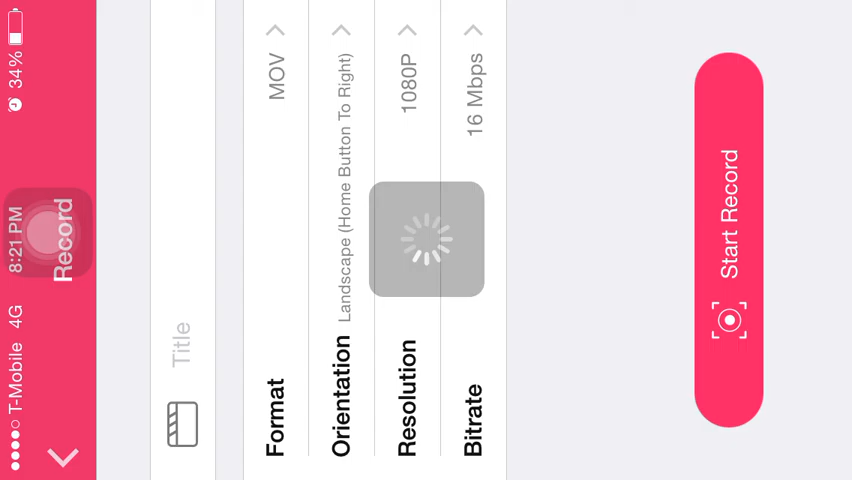 T-Mobile 4G 8:21 PM 34%
Record
Title
Format MOV
Orientation Landscape (Home Button To Right)
Resolution 1080P
Bitrate 16 Mbps
Start Record